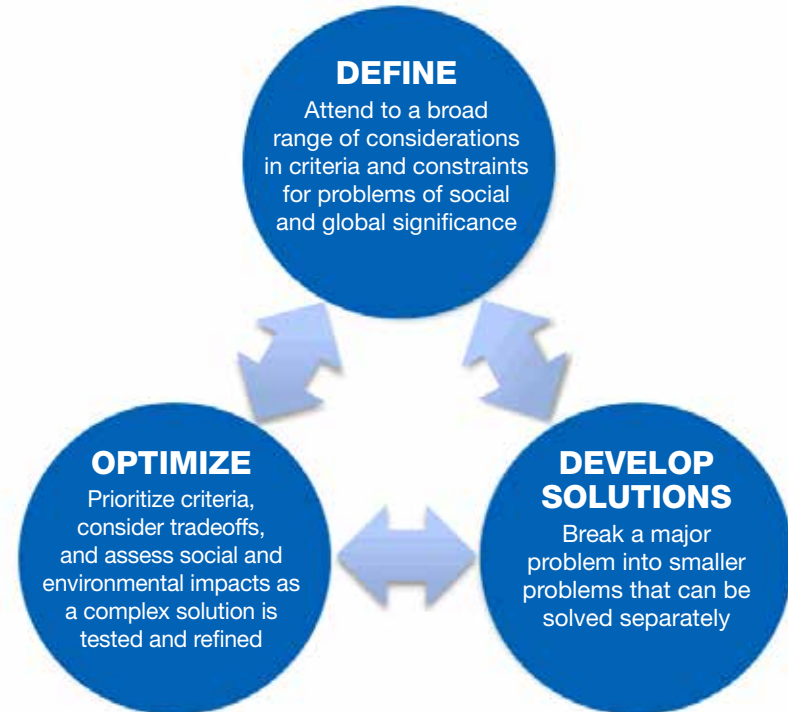 DEFINE
Attend to a broad
range of considerations
in criteria and constraints
for problems of social
and global significance
OPTIMIZE
Prioritize criteria,
consider tradeoffs,
and assess social and
environmental impacts as
a complex solution is
tested and refined
DEVELOP
SOLUTIONS
Break a major
problem into smaller
problems that can be
solved separately